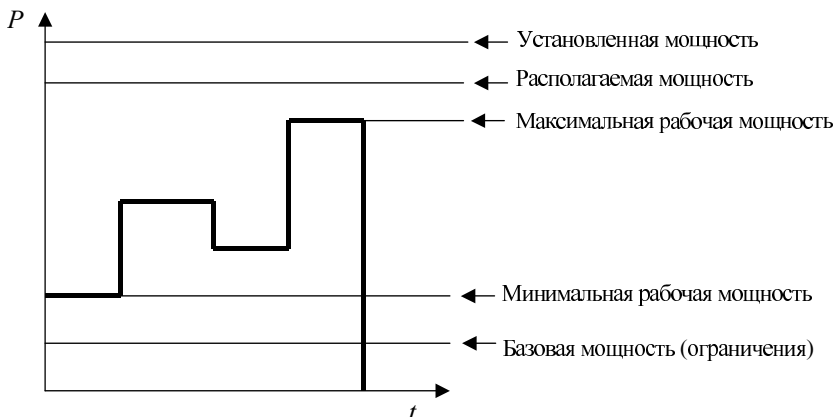 P
Установленная мощность
Располагаемая мощность
Максимальная рабочая мощность
Минимальная рабочая мощность
Базовая мощность (ограничения)
t